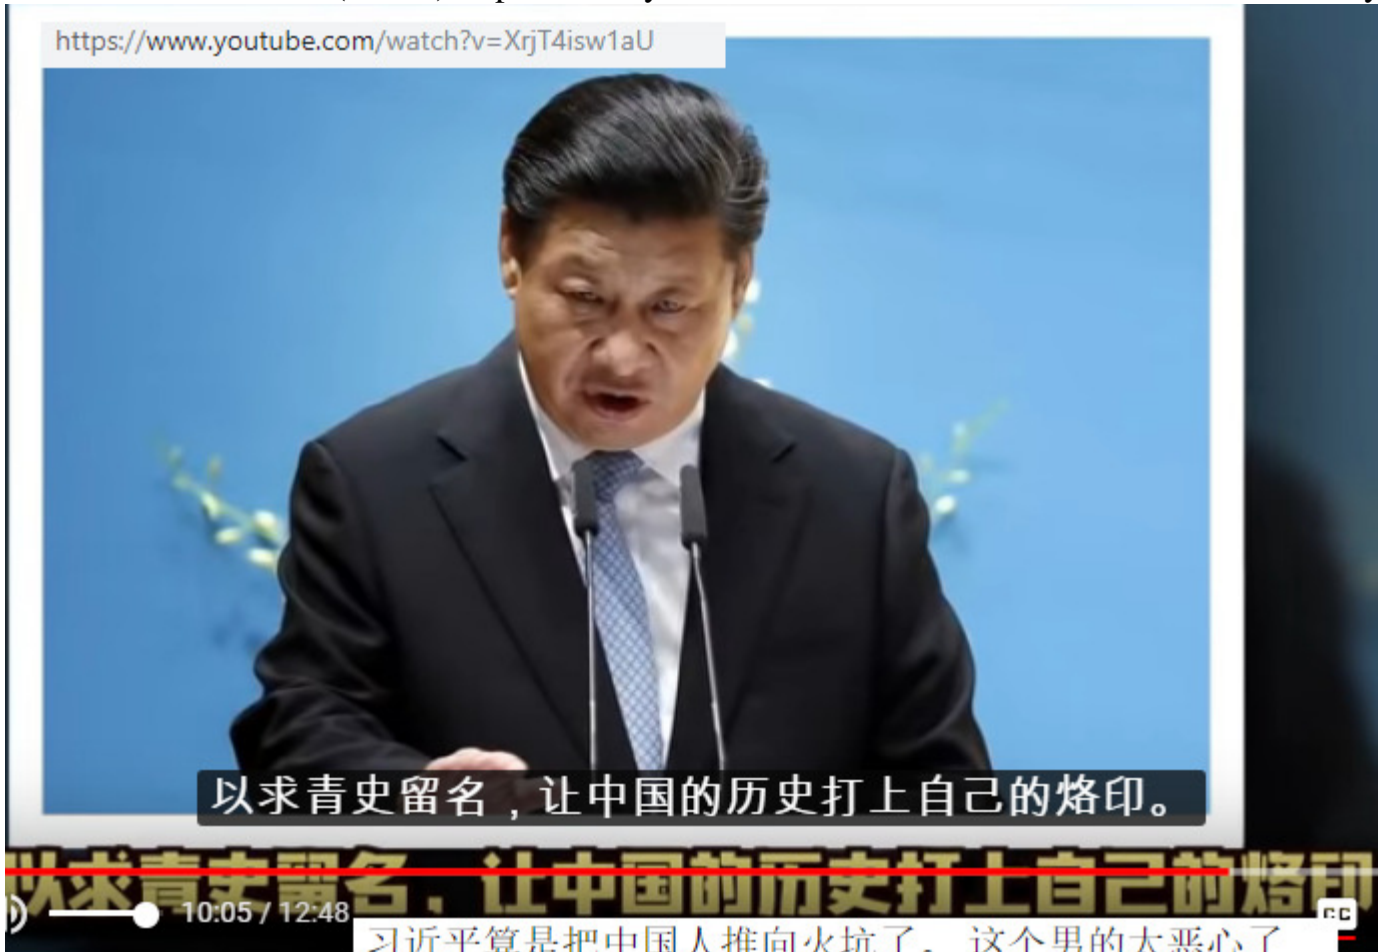 https://www.youtube.com/watch?v=XrjT4isw1aU
以求青史留名，让中国的历史打上自己的烙印。
以求青史留名，让中国的历史打上自己的烙印
10:05 / 12:48
CC
习近平算是把中国人推向火坑了。这个男的太恶心了